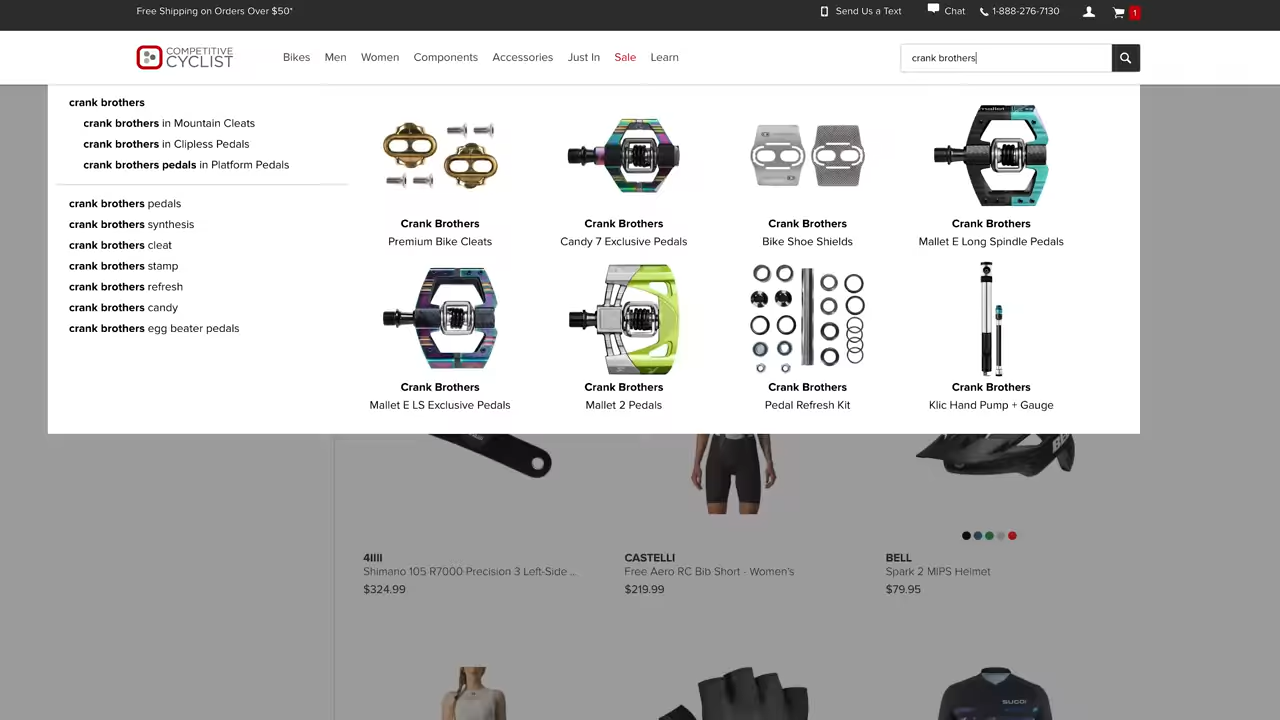 Free Shipping on Orders Over $50*
Send Us a Text
Chat
1-888-276-7130
1
COMPETITIVE
CYCLIST
Bikes
Men
Women
Components
Accessories
Just In
Sale
Learn
crank brothers
crank brothers
crank brothers in Mountain Cleats
crank brothers in Clipless Pedals
crank brothers pedals in Platform Pedals
crank brothers pedals
crank brothers synthesis
crank brothers cleat
crank brothers stamp
crank brothers refresh
crank brothers candy
crank brothers egg beater pedals
Crank Brothers
Premium Bike Cleats
Crank Brothers
Candy 7 Exclusive Pedals
Crank Brothers
Bike Shoe Shields
Crank Brothers
Mallet E Long Spindle Pedals
Crank Brothers
Mallet E LS Exclusive Pedals
Crank Brothers
Mallet 2 Pedals
Crank Brothers
Pedal Refresh Kit
Crank Brothers
Klic Hand Pump + Gauge
4IIII
Shimano 105 R7000 Precision 3 Left-Side ...
$324.99
CASTELLI
Free Aero RC Bib Short - Women's
$219.99
BELL
Spark 2 MIPS Helmet
$79.95
SUGOI